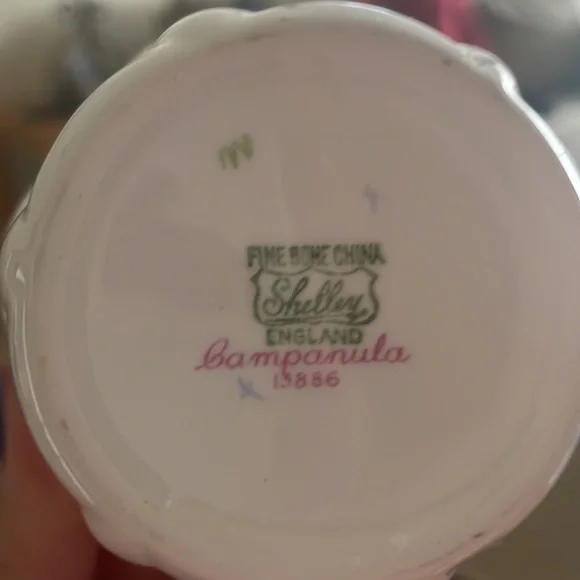 W
FINE BONE CHINA
Shelley
ENGLAND
Campanula
13886